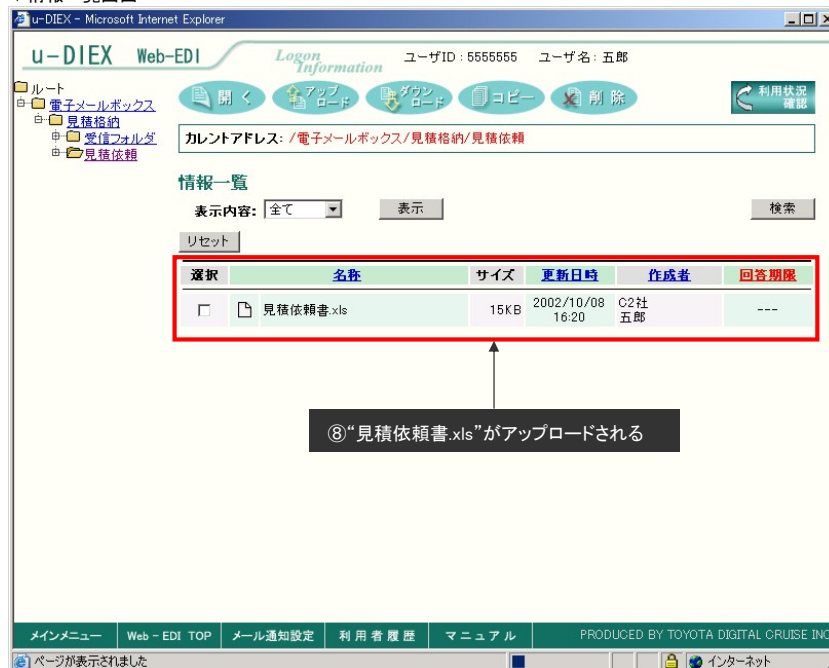 u-DIEX - Microsoft Internet Explorer
u-DIEX Web-EDI
Logon Information
ユーザID : 5555555 ユーザ名 : 五郎
ルート
電子メールボックス
見積格納
受信フォルダ
見積依頼
開く
アップロード
ダウンロード
コピー
削除
利用状況確認
カレントアドレス: /電子メールボックス/見積格納/見積依頼
情報一覧
表示内容: 全て 表示 検索
リセット
選択 名称 サイズ 更新日時 作成者 回答期限
見積依頼書.xls 15KB 2002/10/08 16:20 C2社 五郎 ---
⑧“見積依頼書.xls”がアップロードされる
メインメニュー Web-EDI TOP メール通知設定 利用者履歴 マニュアル PRODUCED BY TOYOTA DIGITAL CRUISE INC
ページが表示されました インターネット